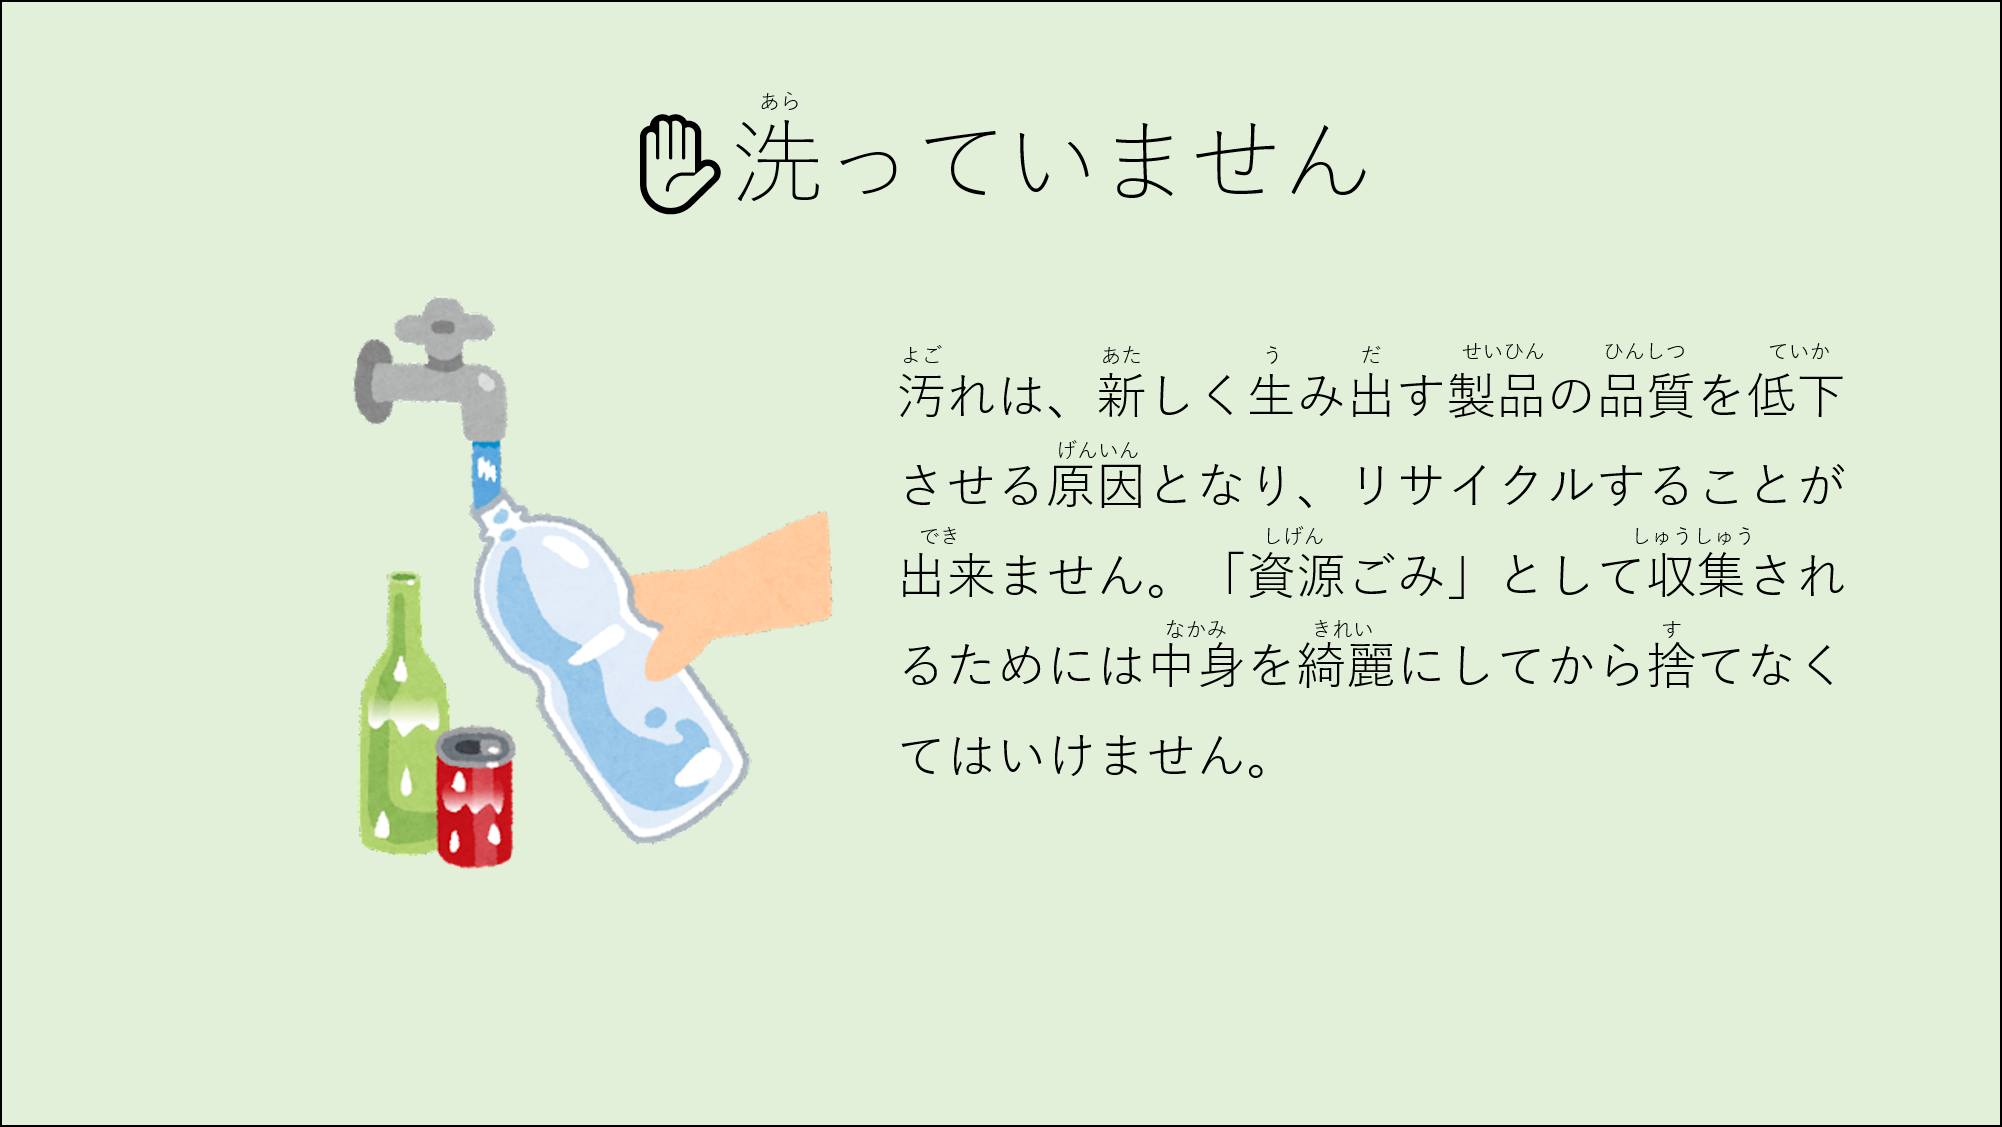 あら
洗っていません
よご あた う だ せいひん ひんしつ ていか
汚れは、新しく生み出す製品の品質を低下
げんいん
させる原因となり、リサイクルすることが
でき しげん しゅうしゅう
出来ません。「資源ごみ」として収集され
なかみ きれい す
るためには中身を綺麗にしてから捨てなく
てはいけません。